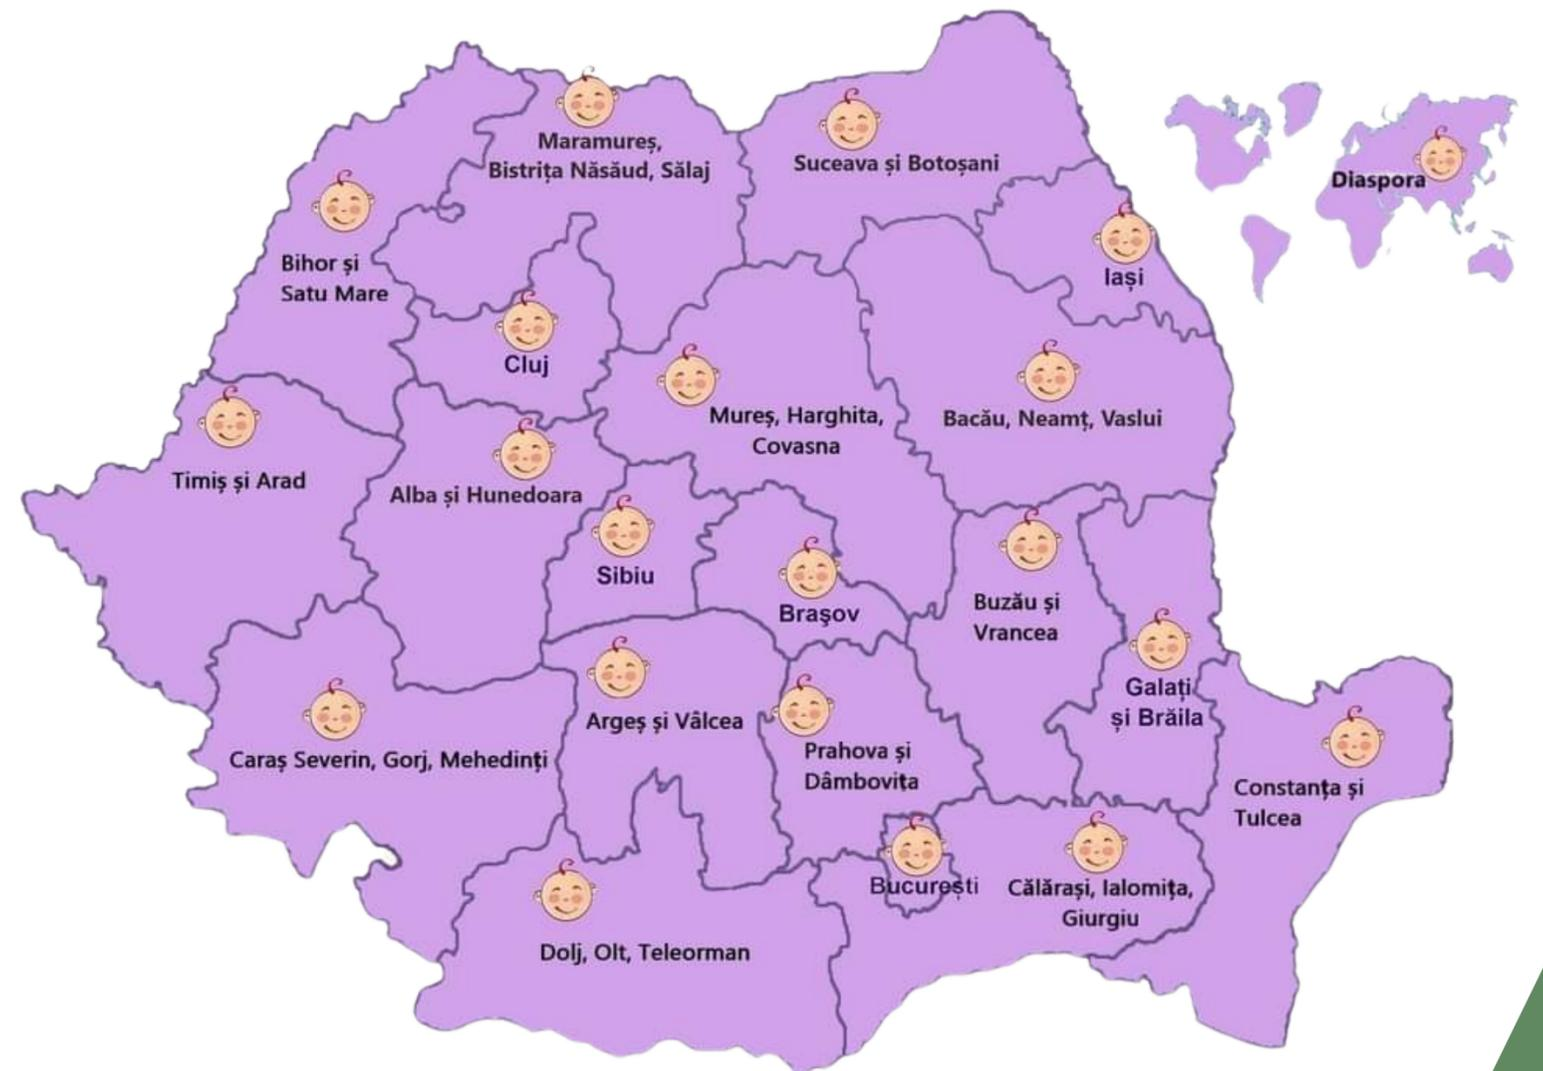 Maramureș,
Bistrița Năsăud, Sălaj
Suceava și Botoșani
Diaspora
Bihor și
Satu Mare
Iași
Cluj
Mureș, Harghita,
Covasna
Bacău, Neamț, Vaslui
Timiș și Arad
Alba și Hunedoara
Sibiu
Brașov
Buzău și
Vrancea
Galați
și Brăila
Argeș și Vâlcea
Caraș Severin, Gorj, Mehedinți
Prahova și
Dâmbovița
Constanța și
Tulcea
București
Călărași, Ialomița,
Giurgiu
Dolj, Olt, Teleorman